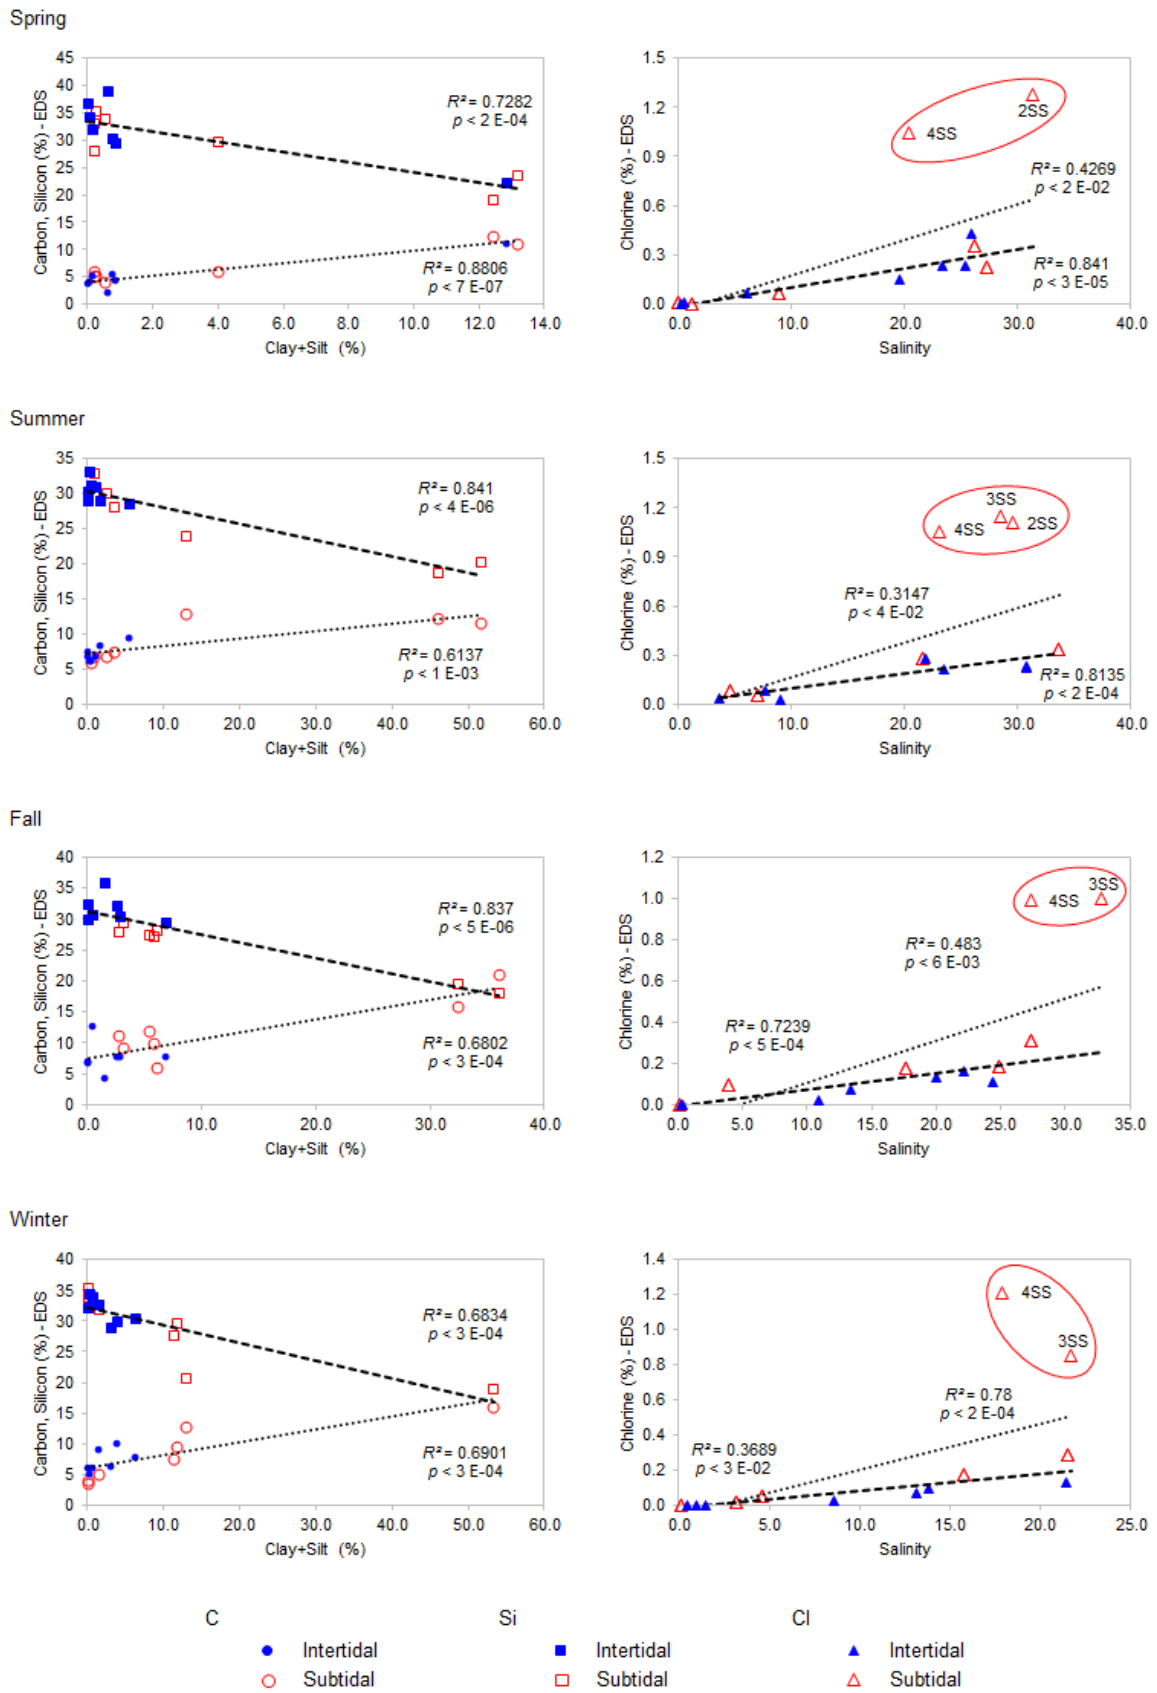 Spring
45
40
35
30
25
20
15
10
5
0
Carbon, Silicon (%) - EDS
R² = 0.7282
p < 2 E-04
R² = 0.8806
p < 7 E-07
0.0 2.0 4.0 6.0 8.0 10.0 12.0 14.0
Clay+Silt (%)
1.5
1.2
0.9
0.6
0.3
0.0
Chlorine (%) - EDS
2SS
4SS
R² = 0.4269
p < 2 E-02
R² = 0.841
p < 3 E-05
0.0 10.0 20.0 30.0 40.0
Salinity
Summer
35
30
25
20
15
10
5
0
Carbon, Silicon (%) - EDS
R² = 0.841
p < 4 E-06
R² = 0.6137
p < 1 E-03
0.0 10.0 20.0 30.0 40.0 50.0 60.0
Clay+Silt (%)
1.5
1.2
0.9
0.6
0.3
0.0
Chlorine (%) - EDS
3SS
4SS 2SS
R² = 0.3147
p < 4 E-02
R² = 0.8135
p < 2 E-04
0.0 10.0 20.0 30.0 40.0
Salinity
Fall
40
35
30
25
20
15
10
5
0
Carbon, Silicon (%) - EDS
R² = 0.837
p < 5 E-06
R² = 0.6802
p < 3 E-04
0.0 10.0 20.0 30.0 40.0
Clay+Silt (%)
1.2
1.0
0.8
0.6
0.4
0.2
0.0
Chlorine (%) - EDS
3SS
4SS
R² = 0.483
p < 6 E-03
R² = 0.7239
p < 5 E-04
0.0 5.0 10.0 15.0 20.0 25.0 30.0 35.0
Salinity
Winter
40
35
30
25
20
15
10
5
0
Carbon, Silicon (%) - EDS
R² = 0.6834
p < 3 E-04
R² = 0.6901
p < 3 E-04
0.0 10.0 20.0 30.0 40.0 50.0 60.0
Clay+Silt (%)
1.4
1.2
1.0
0.8
0.6
0.4
0.2
0.0
Chlorine (%) - EDS
4SS
3SS
R² = 0.78
p < 2 E-04
R² = 0.3689
p < 3 E-02
0.0 5.0 10.0 15.0 20.0 25.0
Salinity
C Si Cl
Intertidal Intertidal Intertidal
Subtidal Subtidal Subtidal